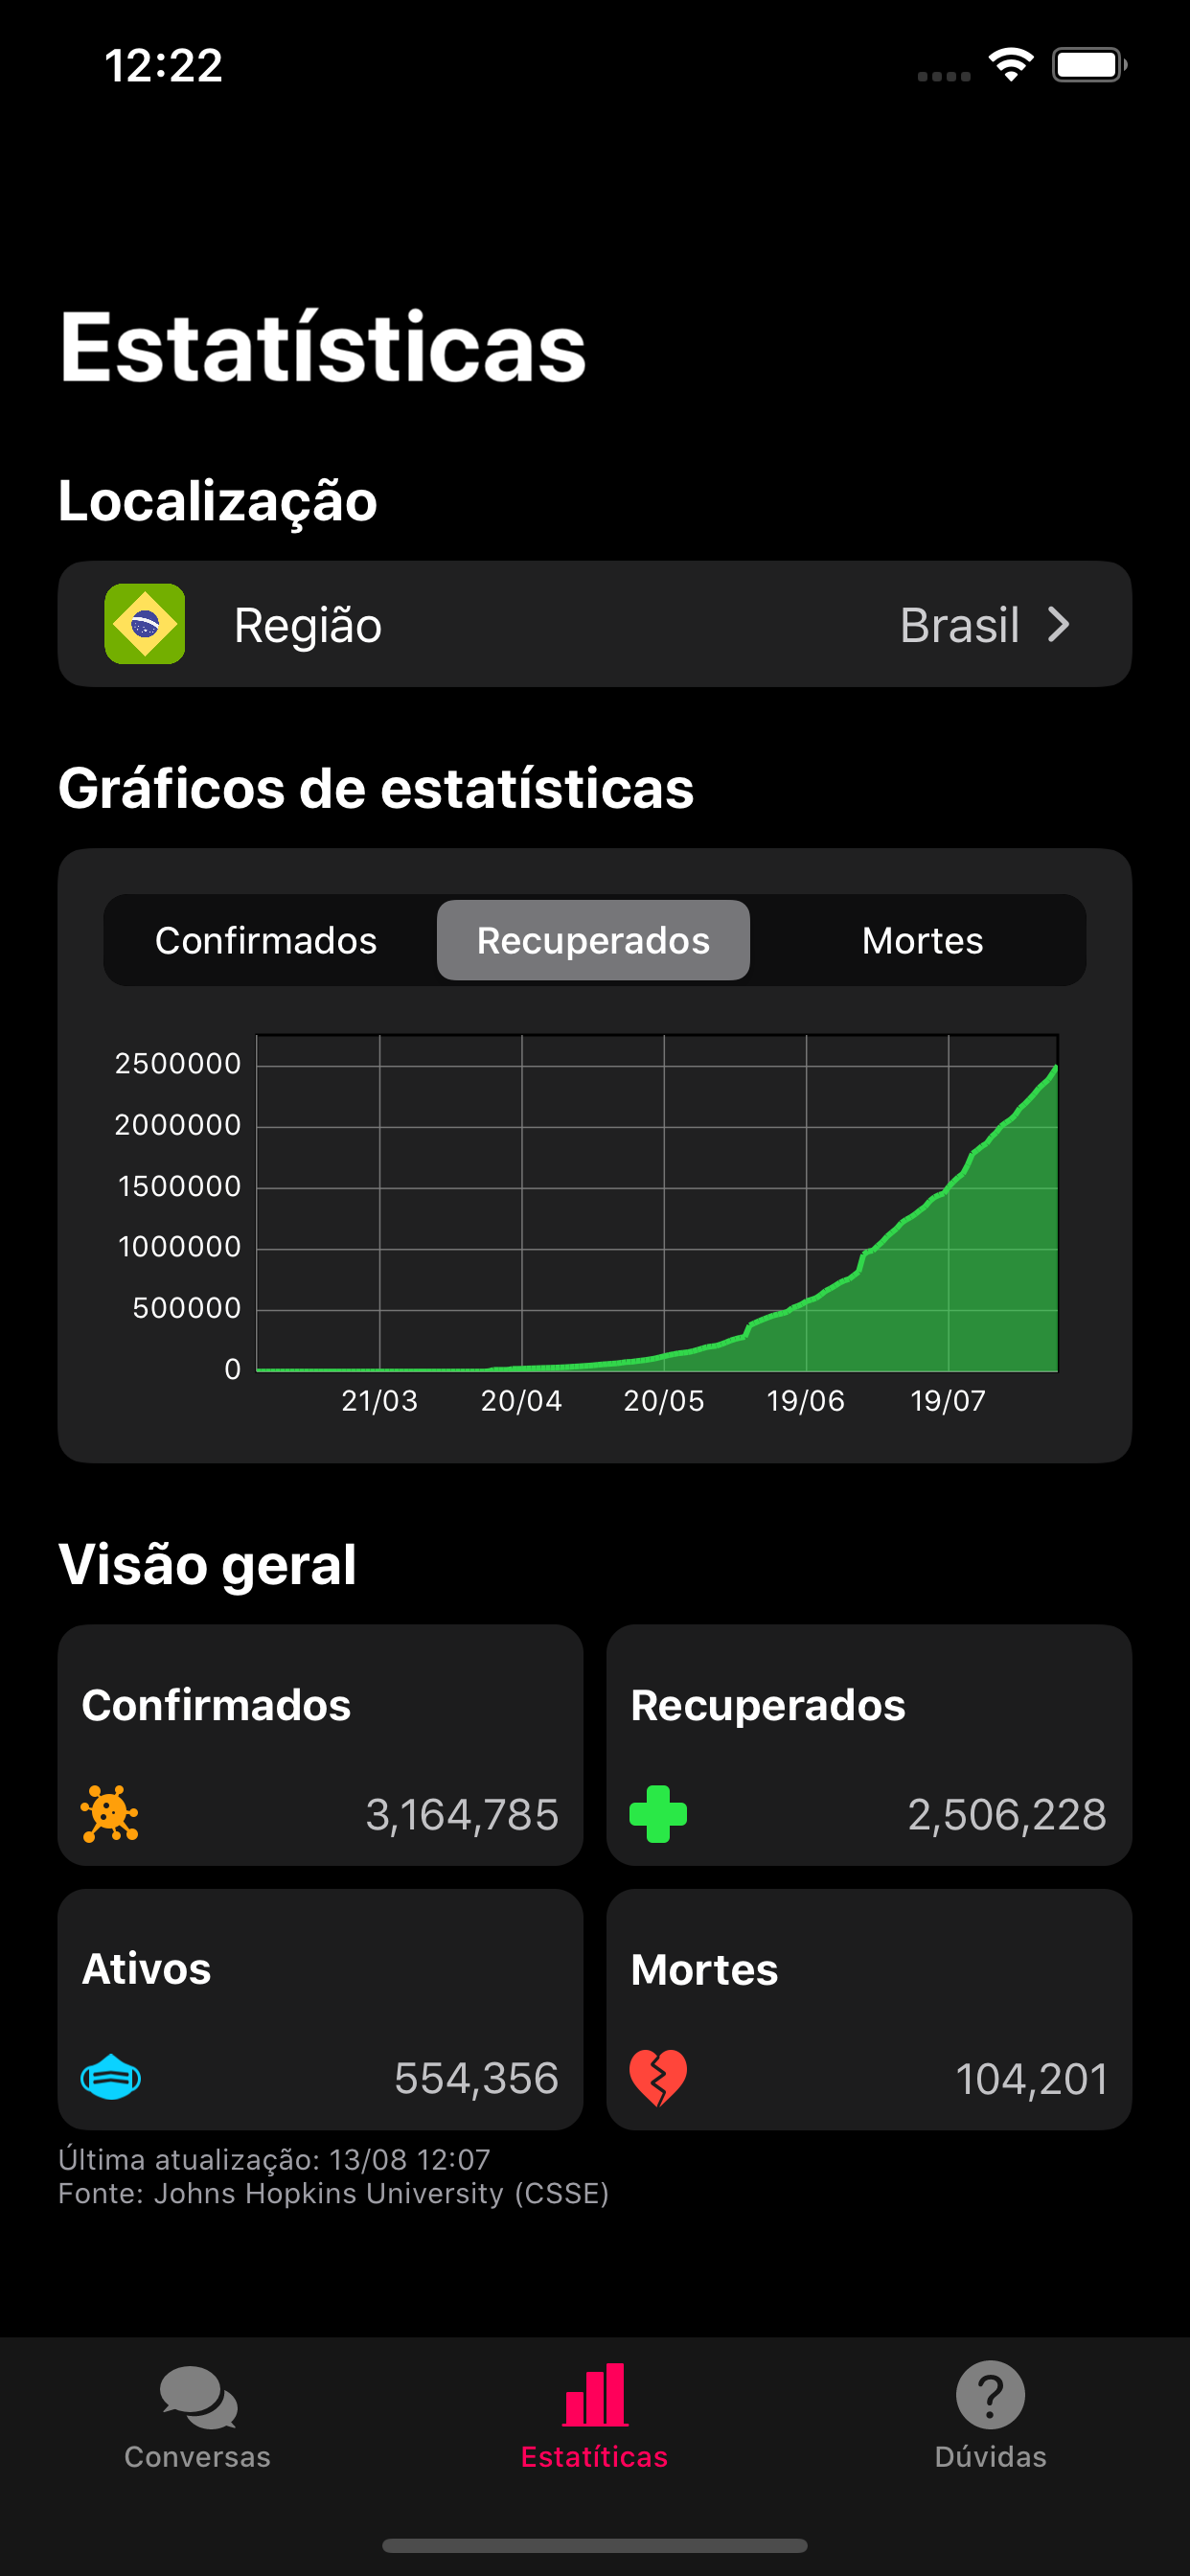 12:22
Estatísticas
Localização
Região Brasil
Gráficos de estatísticas
Confirmados Recuperados Mortes
2500000
2000000
1500000
1000000
500000
0
21/03 20/04 20/05 19/06 19/07
Visão geral
Confirmados Recuperados
3,164,785 2,506,228
Ativos Mortes
554,356 104,201
Última atualização: 13/08 12:07
Fonte: Johns Hopkins University (CSSE)
Conversas Estatíticas Dúvidas